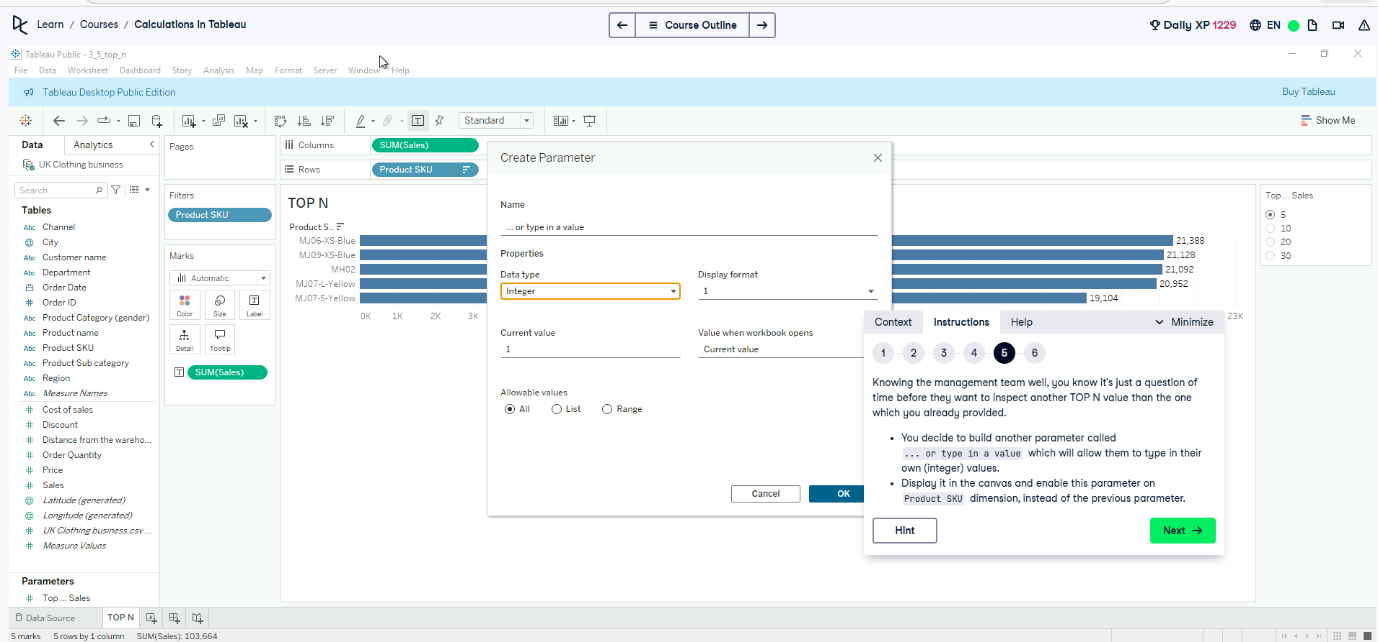 Learn / Courses / Calculations in Tableau
Course Outline
Daily XP 1229
EN
Tableau Public - 3_5_top_n
File Data Worksheet Dashboard Story Analysis Map Format Server Window Help
Tableau Desktop Public Edition
Buy Tableau
Standard
Show Me
Data Analytics
UK Clothing business
Search
Tables
Abc Channel
City
Abc Customer name
Abc Department
Order Date
# Order ID
Abc Product Category (gender)
Abc Product name
Abc Product SKU
Abc Product Sub category
Abc Region
Abc Measure Names
# Cost of sales
# Discount
# Distance from the wareho...
# Order Quantity
# Price
# Sales
Latitude (generated)
Longitude (generated)
# UK Clothing business.csv ...
# Measure Values
Parameters
# Top ... Sales
Pages
Filters
Product SKU
Marks
Automatic
Color Size Label
Detail Tooltip
SUM(Sales)
Columns SUM(Sales)
Rows Product SKU
TOP N
Product S..
MJ06-XS-Blue 21,388
MJ09-XS-Blue 21,128
MH02 21,092
MJ07-L-Yellow 20,952
MJ07-S-Yellow 19,104
0K 1K 2K 3K 23K
Create Parameter
Name
... or type in a value
Properties
Data type Display format
Integer 1
Current value Value when workbook opens
1 Current value
Allowable values
All List Range
Cancel OK
Top ... Sales
5
10
20
30
Context Instructions Help Minimize
1 2 3 4 5 6
Knowing the management team well, you know it's just a question of
time before they want to inspect another TOP N value than the one
which you already provided.
• You decide to build another parameter called
... or type in a value which will allow them to type in their
own (integer) values.
• Display it in the canvas and enable this parameter on
Product SKU dimension, instead of the previous parameter.
Hint Next
Data Source TOP N
5 marks 5 rows by 1 column SUM(Sales): 103,664